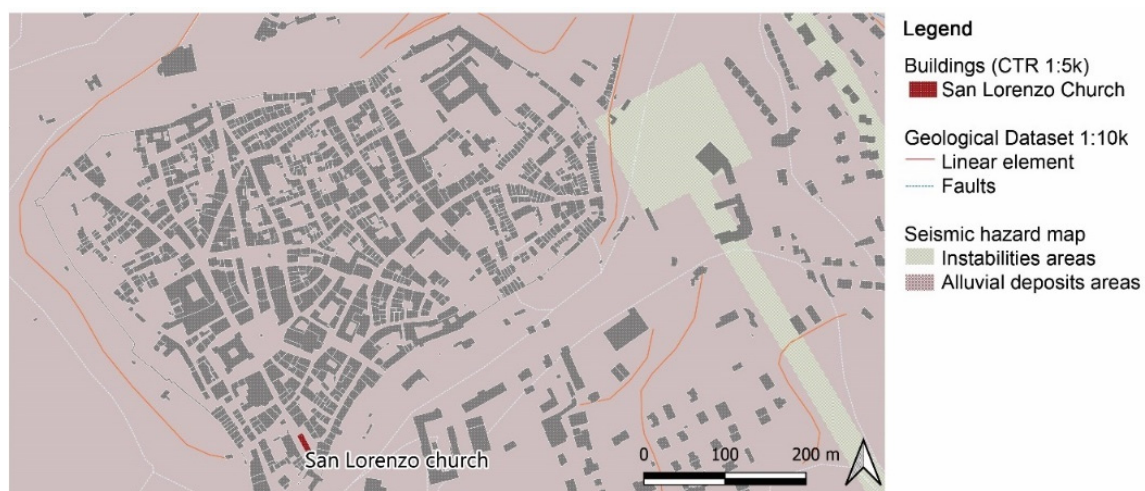 Legend
Buildings (CTR 1:5k)
San Lorenzo Church
Geological Dataset 1:10k
Linear element
Faults
Seismic hazard map
Instabilities areas
Alluvial deposits areas
San Lorenzo church
0 100 200 m